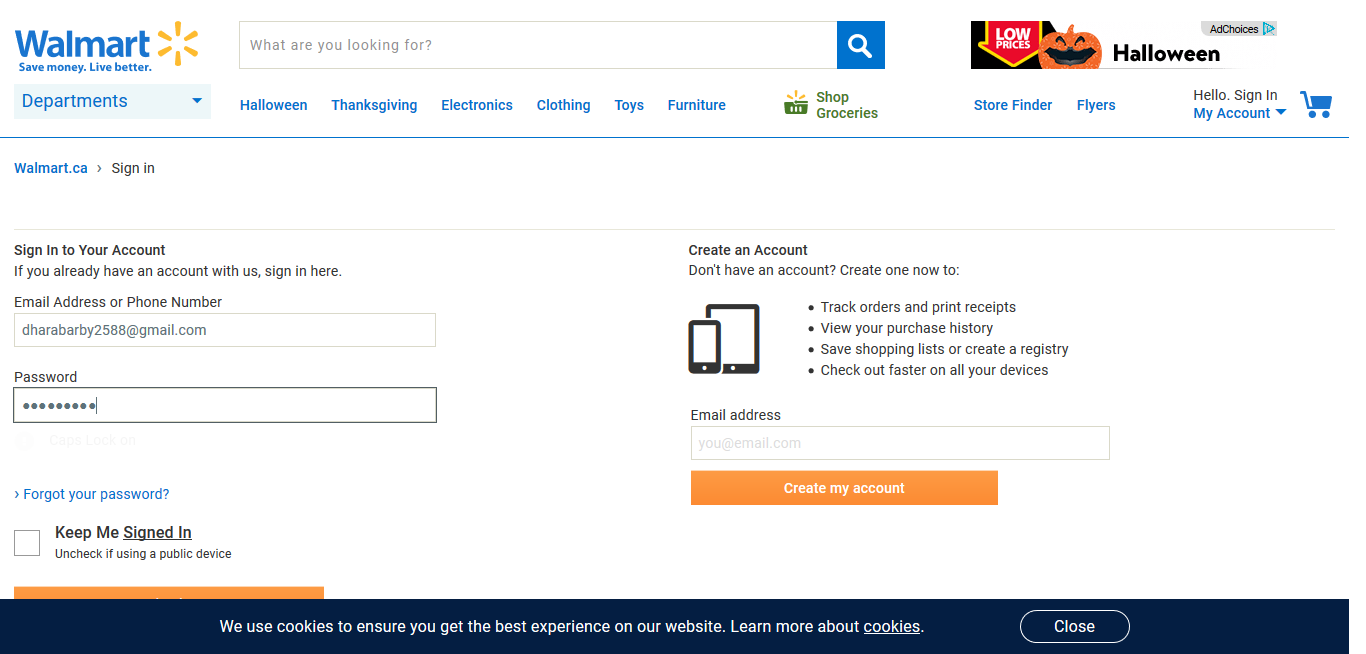 Walmart
Save money. Live better.
What are you looking for?
LOW
PRICES
Halloween
AdChoices
Departments
Halloween
Thanksgiving
Electronics
Clothing
Toys
Furniture
Shop
Groceries
Store Finder
Flyers
Hello. Sign In
My Account
Walmart.ca › Sign in
Sign In to Your Account
If you already have an account with us, sign in here.
Email Address or Phone Number
dharabarby2588@gmail.com
Password
•••••••••
Caps Lock on
› Forgot your password?
Keep Me Signed In
Uncheck if using a public device
Create an Account
Don't have an account? Create one now to:
• Track orders and print receipts
• View your purchase history
• Save shopping lists or create a registry
• Check out faster on all your devices
Email address
you@email.com
Create my account
We use cookies to ensure you get the best experience on our website. Learn more about cookies.
Close